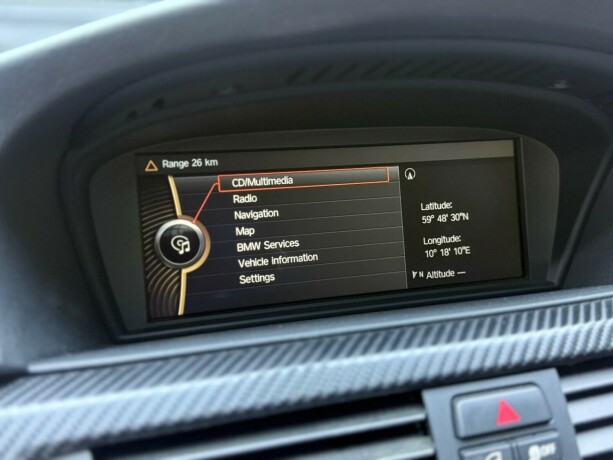 Range 26 km
CD/Multimedia
Radio
Navigation
Map
BMW Services
Vehicle information
Settings
Latitude:
59° 48' 30"N
Longitude:
10° 18' 10"E
N Altitude ––
OFF